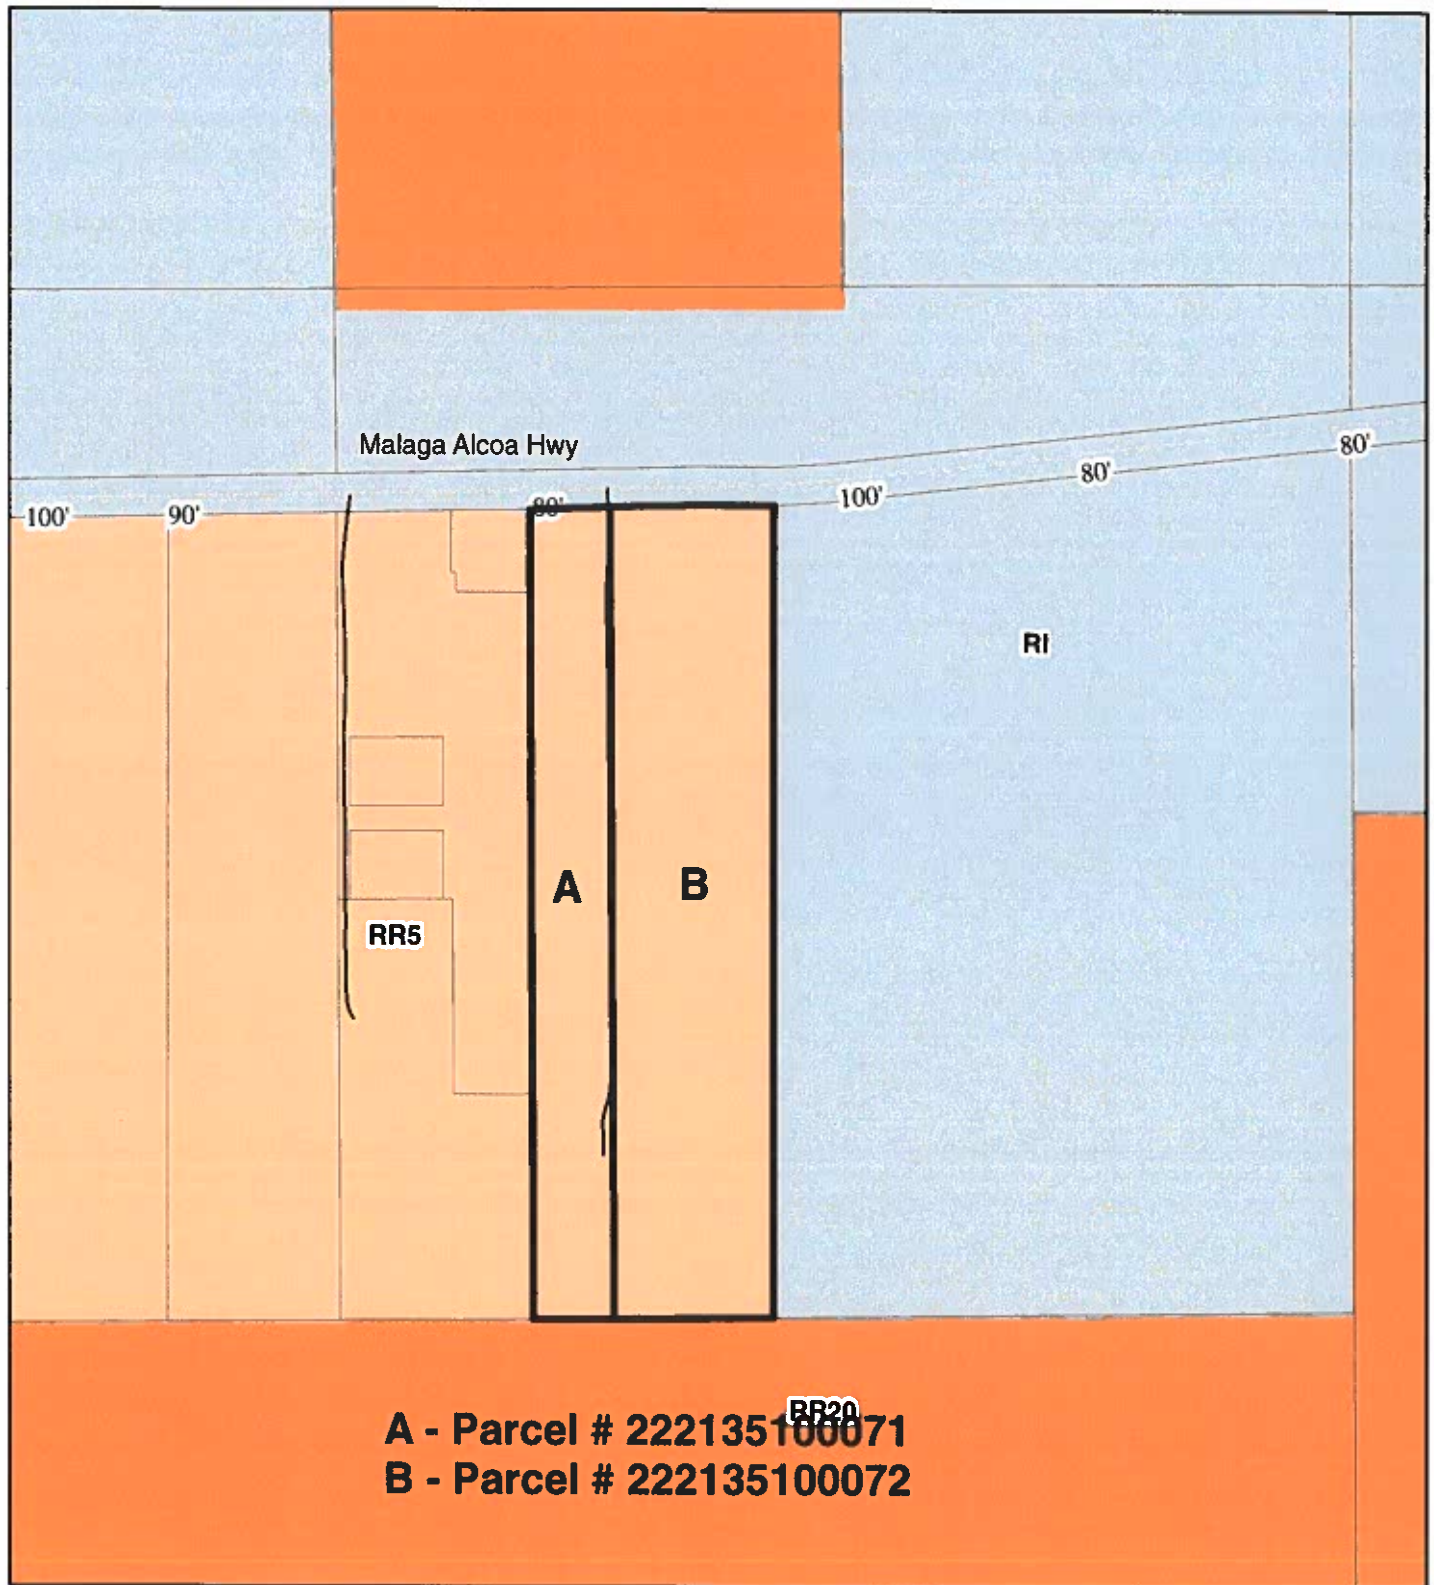 Malaga Alcoa Hwy
80'
100'
80'
100'
90'
80'
RI
A
B
RR5
RR20
A - Parcel # 222135100071
B - Parcel # 222135100072